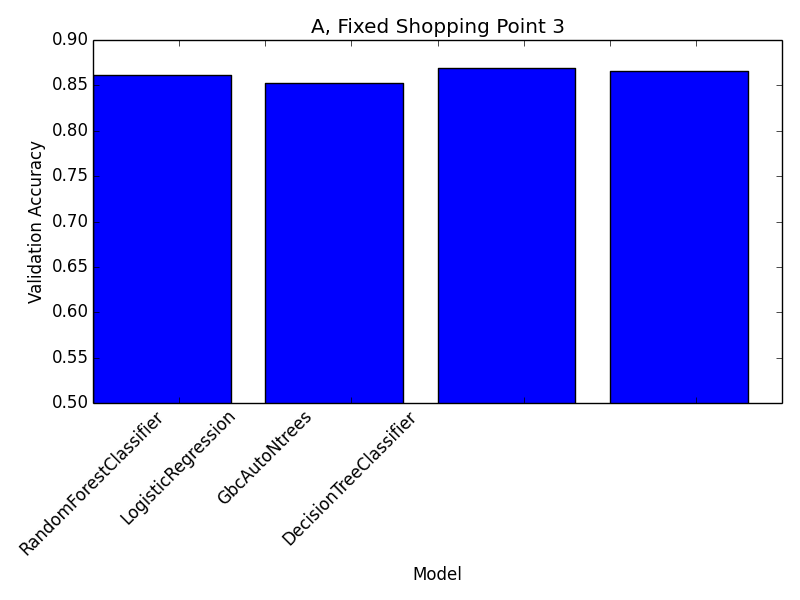 A, Fixed Shopping Point 3
Validation Accuracy
0.90
0.85
0.80
0.75
0.70
0.65
0.60
0.55
0.50
RandomForestClassifier
LogisticRegression
GbcAutoNtrees
DecisionTreeClassifier
Model